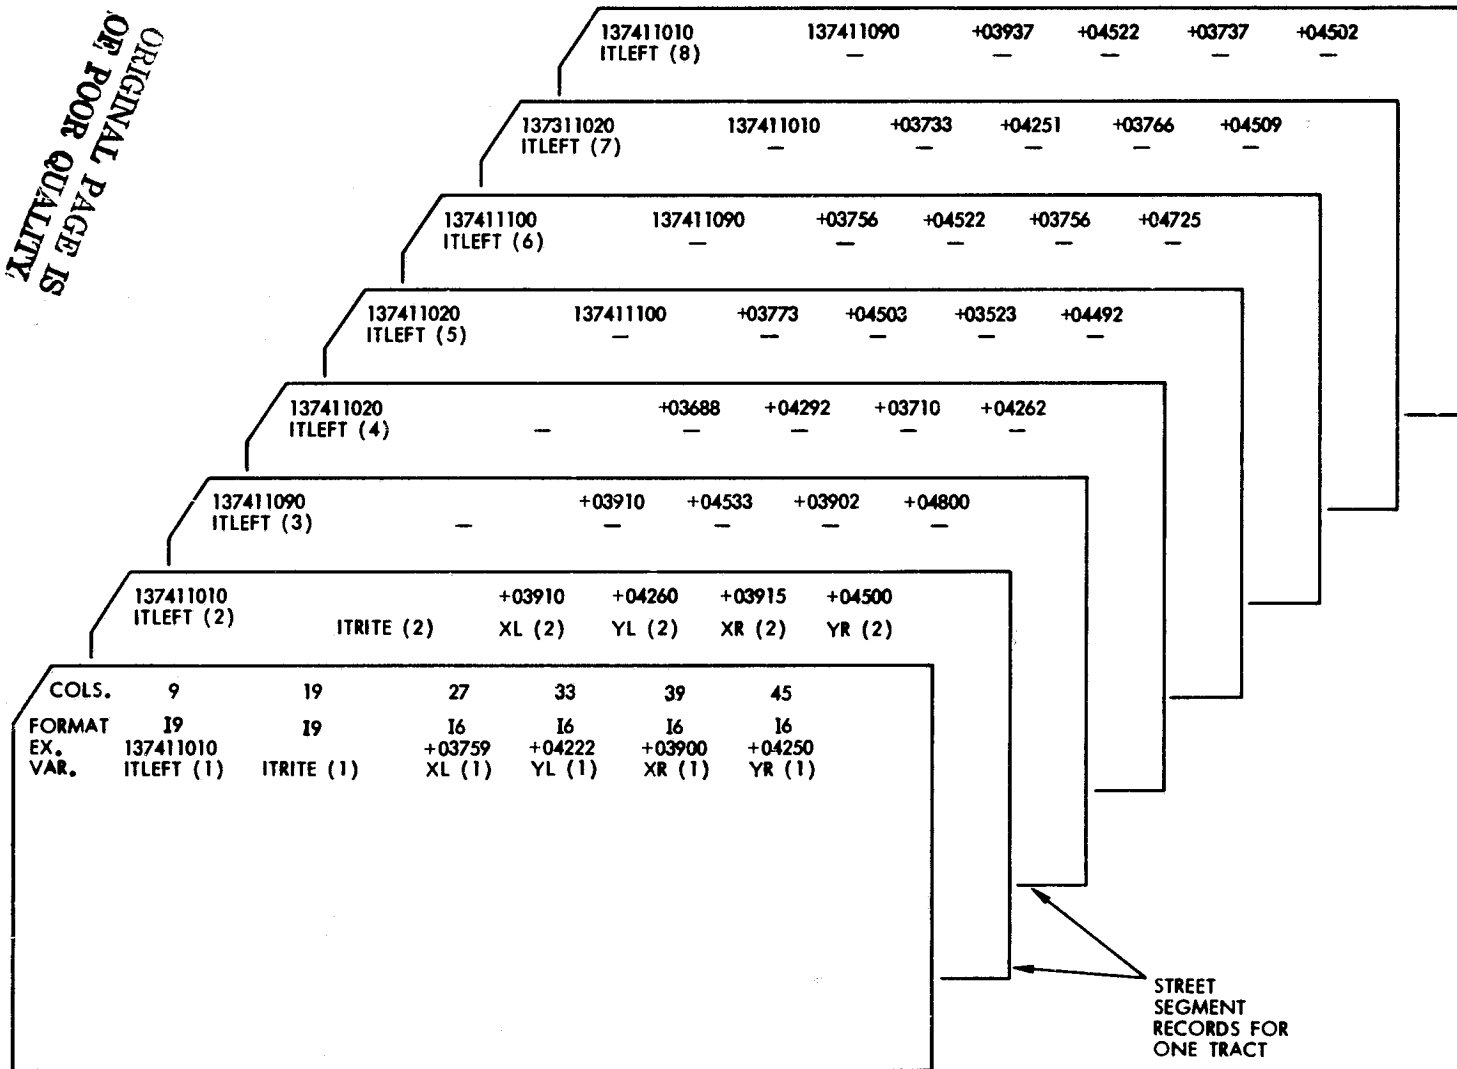 ORIGINAL PAGE IS
OF POOR QUALITY
137411010 137411090 +03937 +04522 +03737 +04502
ITLEFT (8) — — — — —
137311020 137411010 +03733 +04251 +03766 +04509
ITLEFT (7) — — — — —
137411100 137411090 +03756 +04522 +03756 +04725
ITLEFT (6) — — — — —
137411020 137411100 +03773 +04503 +03523 +04492
ITLEFT (5) — — — — —
137411020 +03688 +04292 +03710 +04262
ITLEFT (4) — — — — —
137411090 +03910 +04533 +03902 +04800
ITLEFT (3) — — — — —
137411010 +03910 +04260 +03915 +04500
ITLEFT (2) ITRITE (2) XL (2) YL (2) XR (2) YR (2)
COLS. 9 19 27 33 39 45
FORMAT I9 I9 I6 I6 I6 I6
EX. 137411010 +03759 +04222 +03900 +04250
VAR. ITLEFT (1) ITRITE (1) XL (1) YL (1) XR (1) YR (1)
STREET
SEGMENT
RECORDS FOR
ONE TRACT